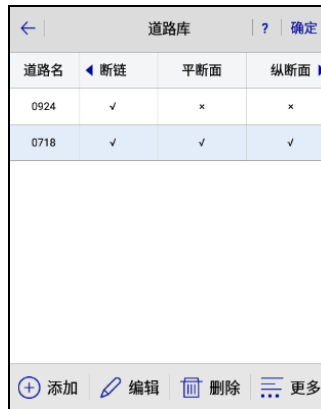 道路库 ? 确定
道路名 断链 平断面 纵断面
0924 √ × ×
0718 √ √ √
添加 编辑 删除 更多